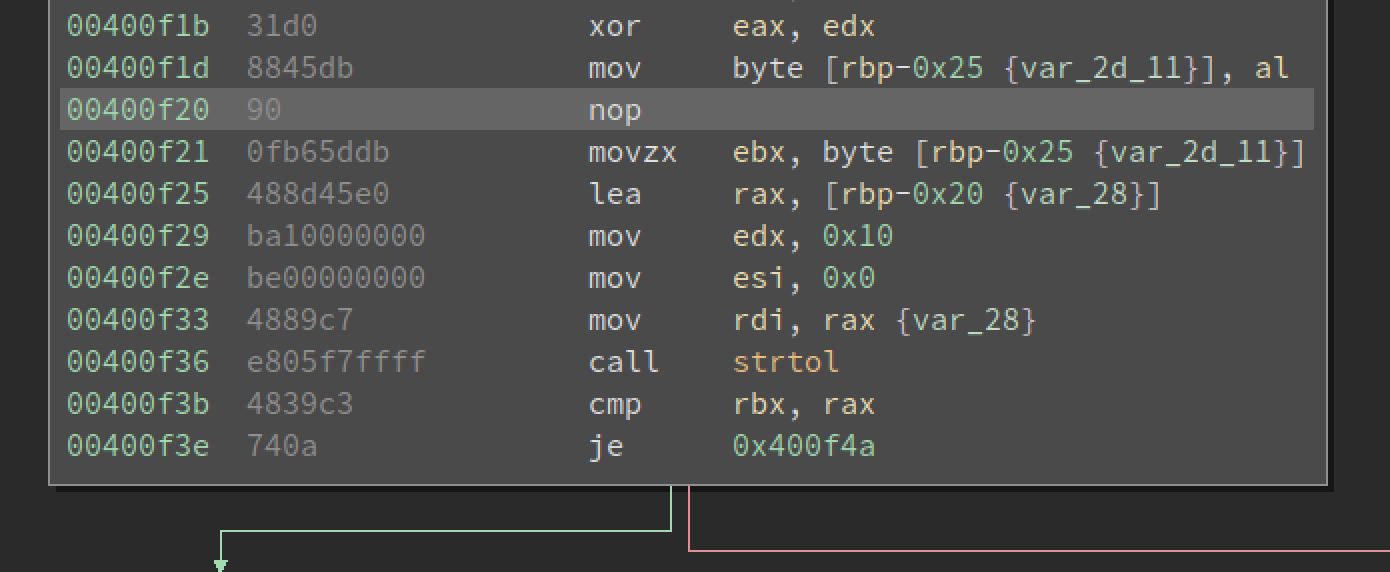 00400f1b 31d0 xor eax, edx
00400f1d 8845db mov byte [rbp-0x25 {var_2d_11}], al
00400f20 90 nop
00400f21 0fb65ddb movzx ebx, byte [rbp-0x25 {var_2d_11}]
00400f25 488d45e0 lea rax, [rbp-0x20 {var_28}]
00400f29 ba10000000 mov edx, 0x10
00400f2e be00000000 mov esi, 0x0
00400f33 4889c7 mov rdi, rax {var_28}
00400f36 e805f7ffff call strtol
00400f3b 4839c3 cmp rbx, rax
00400f3e 740a je 0x400f4a